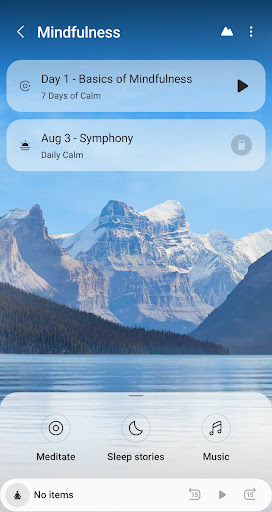 Mindfulness
Day 1 - Basics of Mindfulness
7 Days of Calm
Aug 3 - Symphony
Daily Calm
Meditate
Sleep stories
Music
No items
15
15